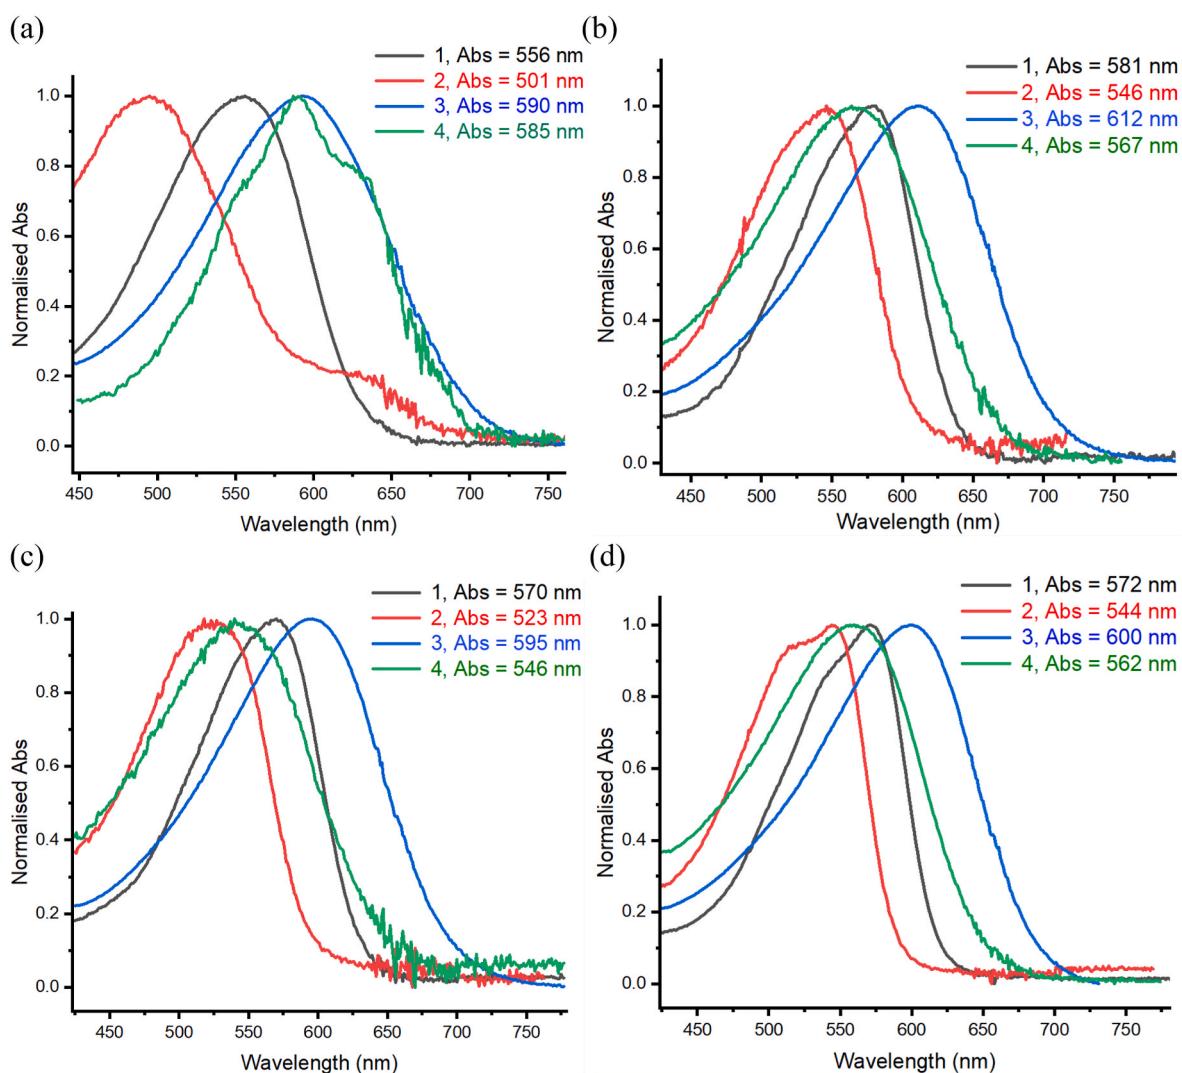 (a)
1, Abs = 556 nm
2, Abs = 501 nm
3, Abs = 590 nm
4, Abs = 585 nm
Normalised Abs
1.0
0.8
0.6
0.4
0.2
0.0
450 500 550 600 650 700 750
Wavelength (nm)
(b)
1, Abs = 581 nm
2, Abs = 546 nm
3, Abs = 612 nm
4, Abs = 567 nm
Normalised Abs
1.0
0.8
0.6
0.4
0.2
0.0
450 500 550 600 650 700 750
Wavelength (nm)
(c)
1, Abs = 570 nm
2, Abs = 523 nm
3, Abs = 595 nm
4, Abs = 546 nm
Normalised Abs
1.0
0.8
0.6
0.4
0.2
0.0
450 500 550 600 650 700 750
Wavelength (nm)
(d)
1, Abs = 572 nm
2, Abs = 544 nm
3, Abs = 600 nm
4, Abs = 562 nm
Normalised Abs
1.0
0.8
0.6
0.4
0.2
0.0
450 500 550 600 650 700 750
Wavelength (nm)